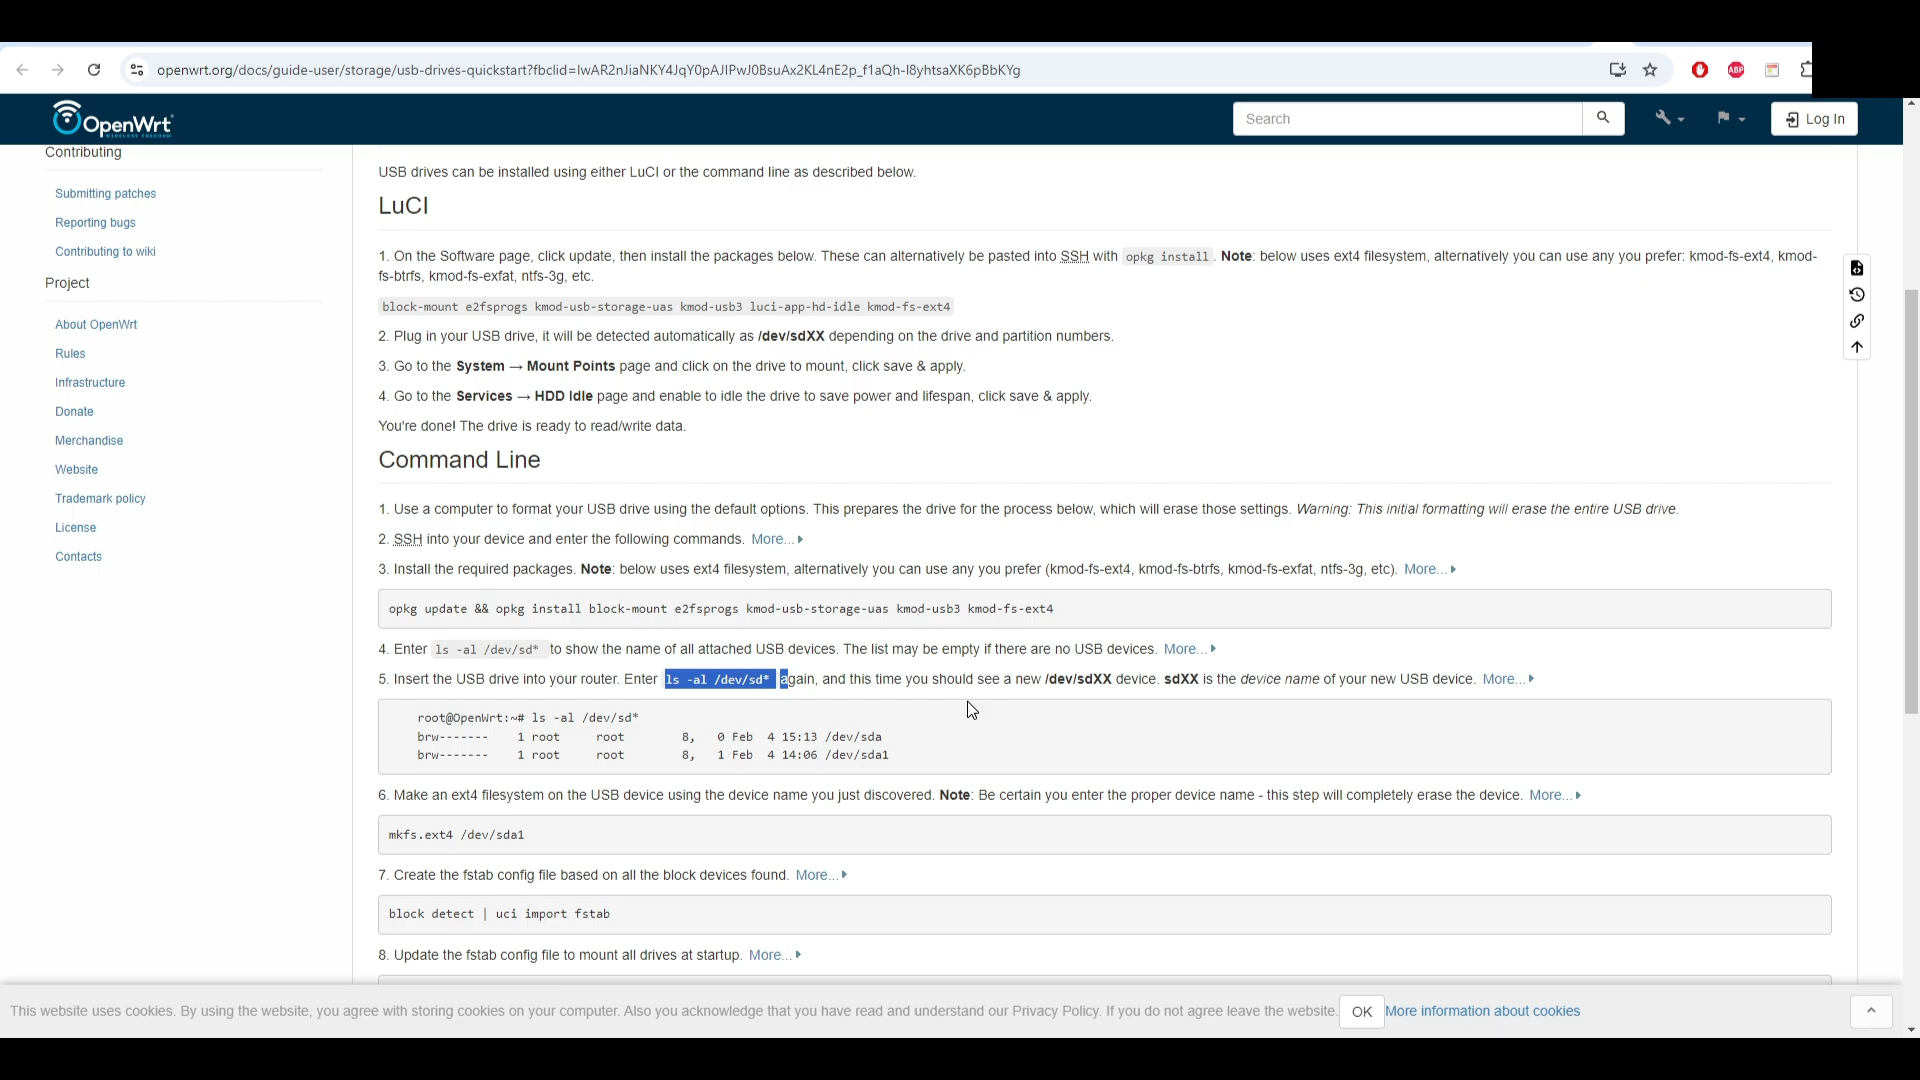 openwrt.org/docs/guide-user/storage/usb-drives-quickstart?fbclid=IwAR2nJiaNKY4JqY0pAJIPwJ0BsuAx2KL4nE2p_f1aQh-I8yhtsaXK6pBbKYg
ABP
OpenWrt
WIRELESS FREEDOM
Search
Log In
Contributing
Submitting patches
Reporting bugs
Contributing to wiki
Project
About OpenWrt
Rules
Infrastructure
Donate
Merchandise
Website
Trademark policy
License
Contacts
USB drives can be installed using either LuCI or the command line as described below.
LuCI
1. On the Software page, click update, then install the packages below. These can alternatively be pasted into SSH with opkg install . Note: below uses ext4 filesystem, alternatively you can use any you prefer: kmod-fs-ext4, kmod-
fs-btrfs, kmod-fs-exfat, ntfs-3g, etc.
block-mount e2fsprogs kmod-usb-storage-uas kmod-usb3 luci-app-hd-idle kmod-fs-ext4
2. Plug in your USB drive, it will be detected automatically as /dev/sdXX depending on the drive and partition numbers.
3. Go to the System → Mount Points page and click on the drive to mount, click save & apply.
4. Go to the Services → HDD Idle page and enable to idle the drive to save power and lifespan, click save & apply.
You're done! The drive is ready to read/write data.
Command Line
1. Use a computer to format your USB drive using the default options. This prepares the drive for the process below, which will erase those settings. Warning: This initial formatting will erase the entire USB drive.
2. SSH into your device and enter the following commands. More...
3. Install the required packages. Note: below uses ext4 filesystem, alternatively you can use any you prefer (kmod-fs-ext4, kmod-fs-btrfs, kmod-fs-exfat, ntfs-3g, etc). More...
opkg update && opkg install block-mount e2fsprogs kmod-usb-storage-uas kmod-usb3 kmod-fs-ext4
4. Enter ls -al /dev/sd* to show the name of all attached USB devices. The list may be empty if there are no USB devices. More...
5. Insert the USB drive into your router. Enter ls -al /dev/sd* again, and this time you should see a new /dev/sdXX device. sdXX is the device name of your new USB device. More...
root@OpenWrt:~# ls -al /dev/sd*
brw------- 1 root root 8, 0 Feb 4 15:13 /dev/sda
brw------- 1 root root 8, 1 Feb 4 14:06 /dev/sda1
6. Make an ext4 filesystem on the USB device using the device name you just discovered. Note: Be certain you enter the proper device name - this step will completely erase the device. More...
mkfs.ext4 /dev/sda1
7. Create the fstab config file based on all the block devices found. More...
block detect | uci import fstab
8. Update the fstab config file to mount all drives at startup. More...
This website uses cookies. By using the website, you agree with storing cookies on your computer. Also you acknowledge that you have read and understand our Privacy Policy. If you do not agree leave the website. OK More information about cookies